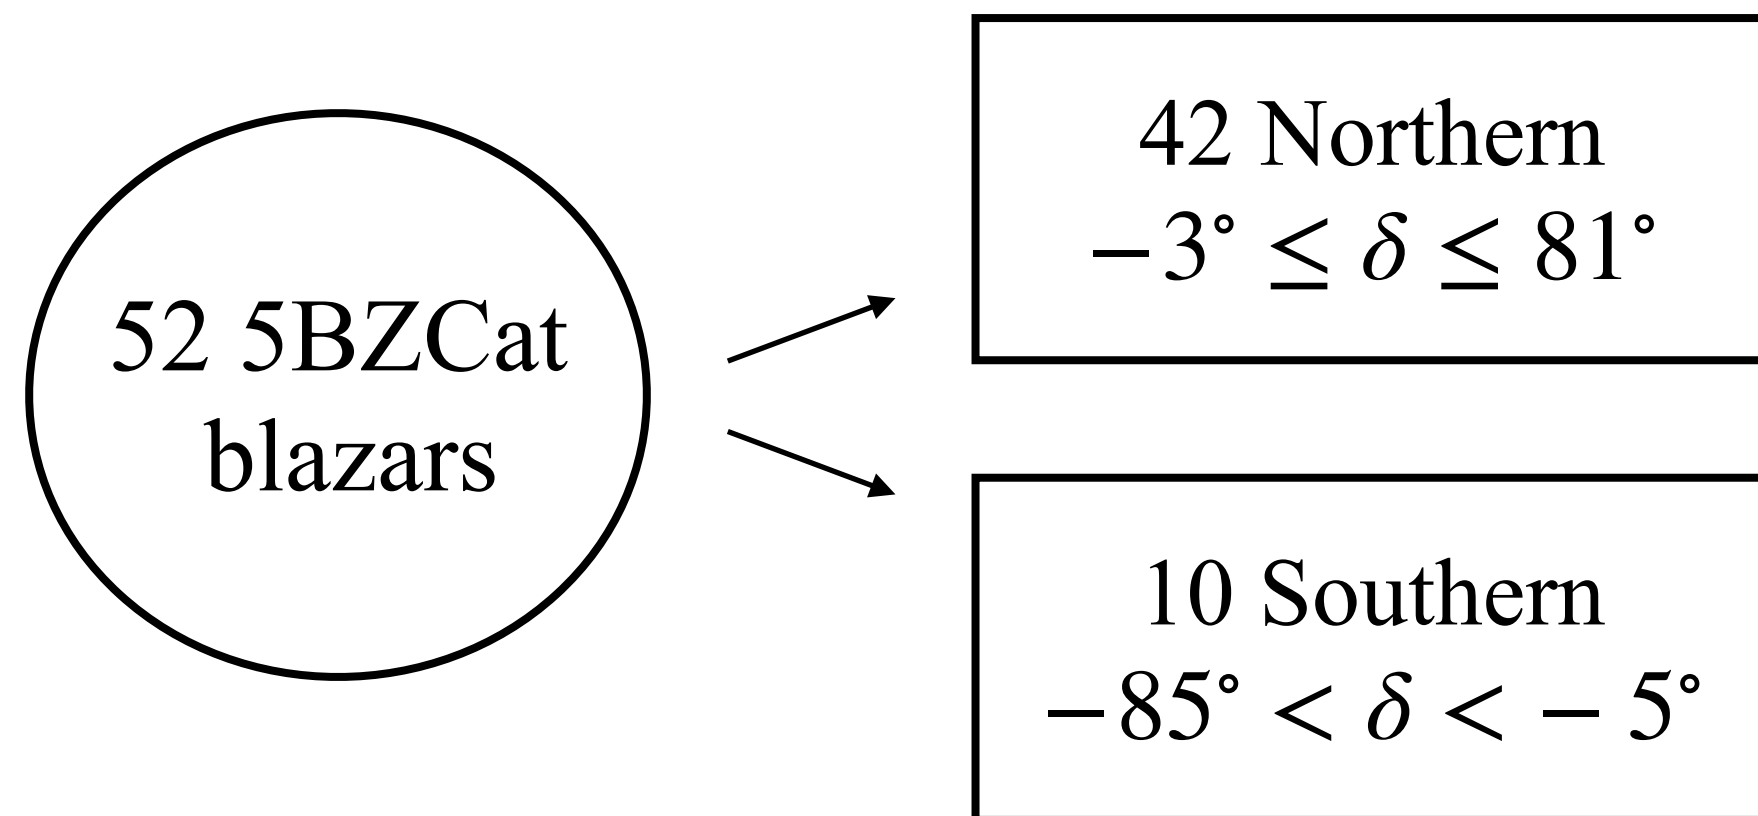 52 5BZCat
blazars
42 Northern
−3° ≤ δ ≤ 81°
10 Southern
−85° < δ < − 5°